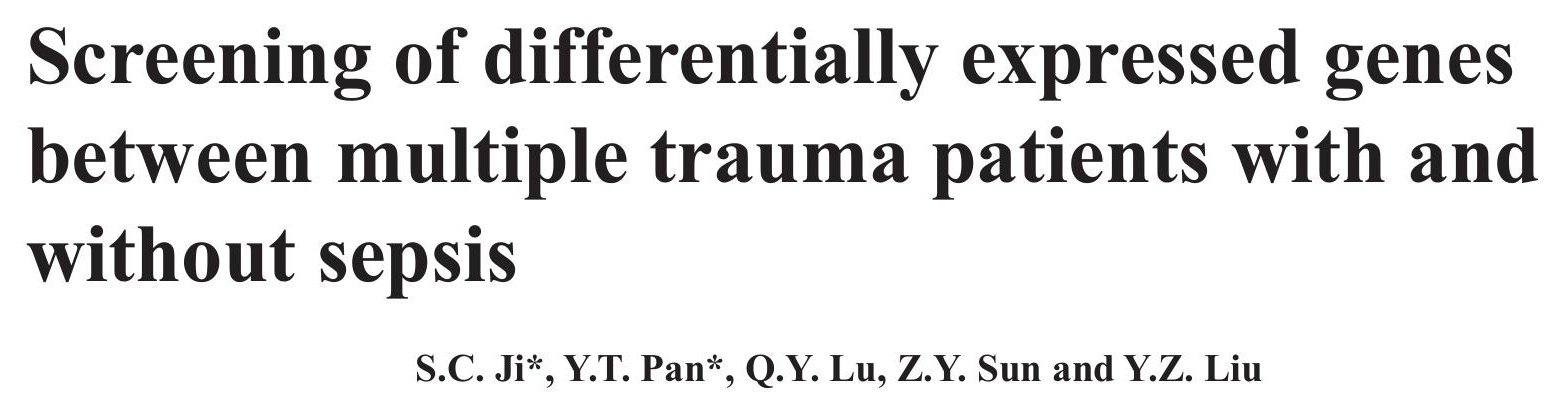 Screening of differentially expressed genes
between multiple trauma patients with and
without sepsis
S.C. Ji*, Y.T. Pan*, Q.Y. Lu, Z.Y. Sun and Y.Z. Liu